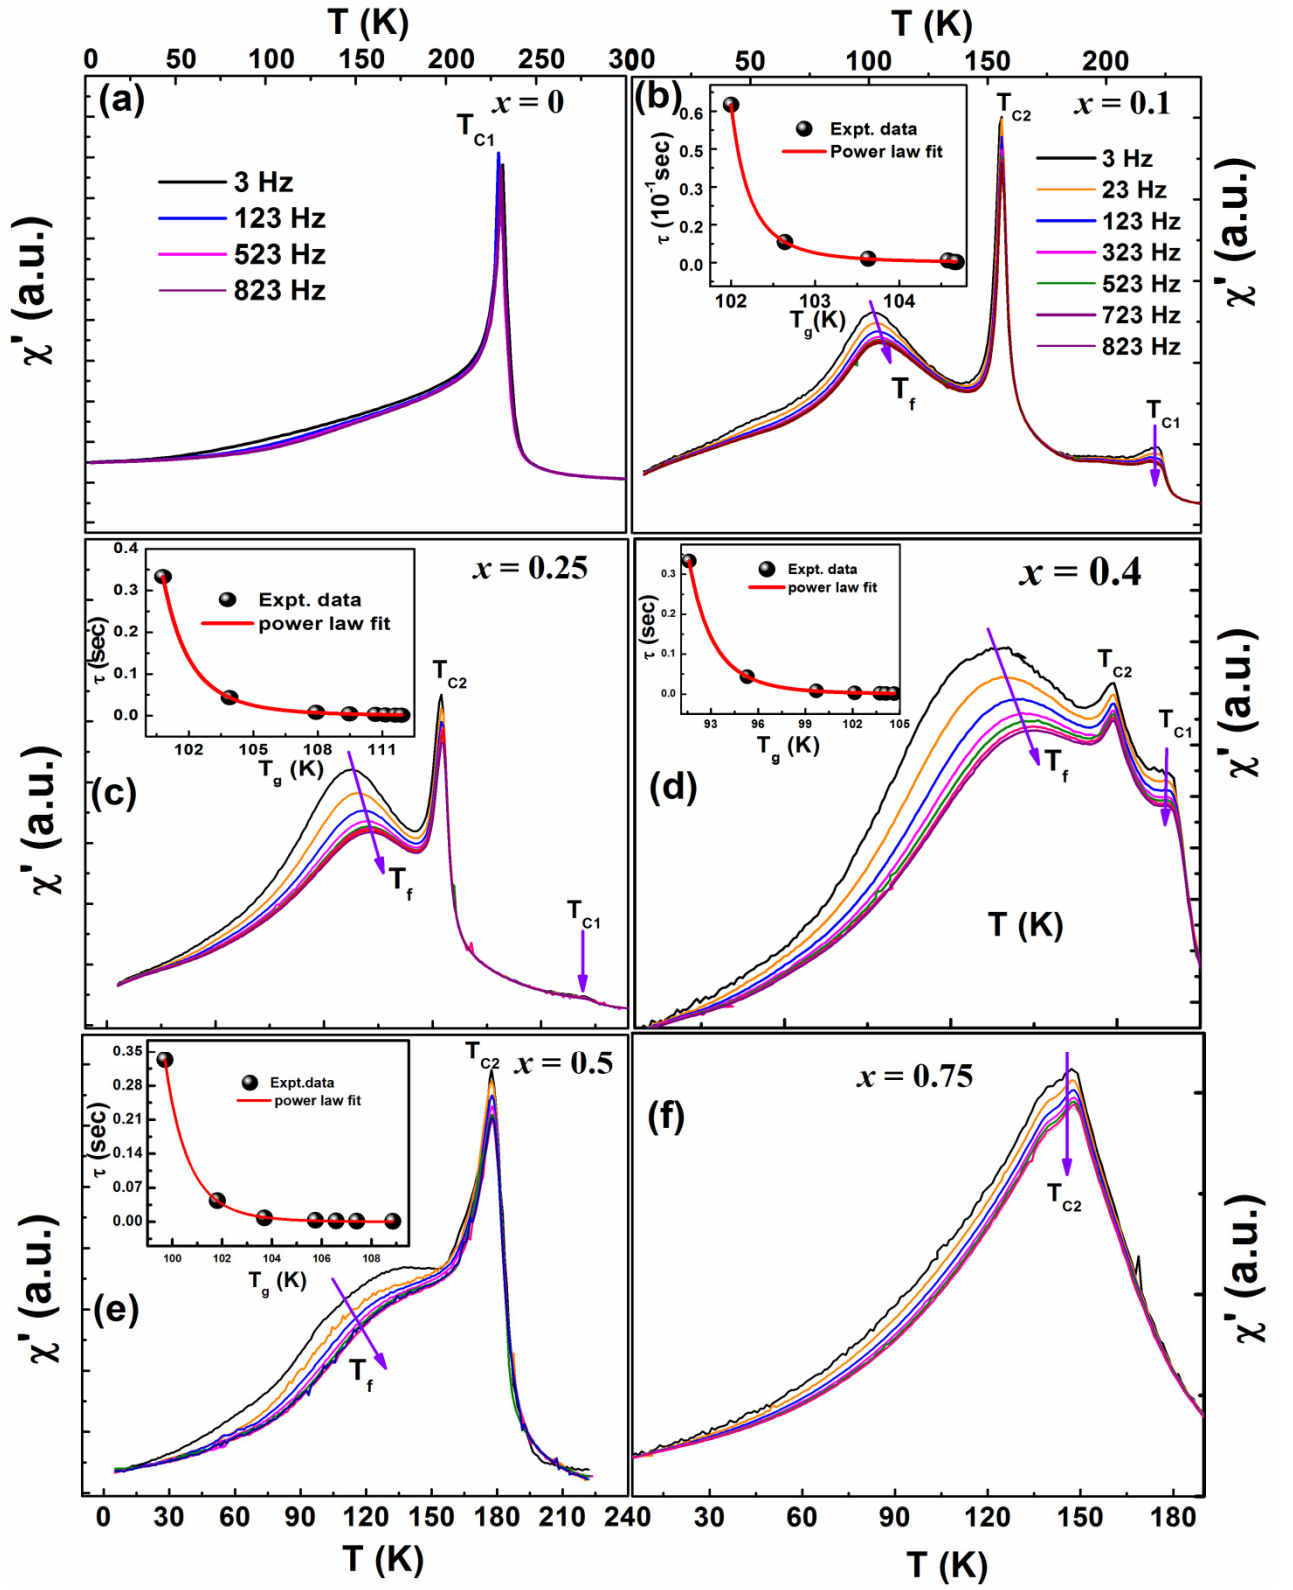 T (K)
0 50 100 150 200 250 300
(a)
x = 0
T_C1
3 Hz
123 Hz
523 Hz
823 Hz
χ' (a.u.)
T (K)
50 100 150 200
(b)
x = 0.1
T_C2
3 Hz
23 Hz
123 Hz
323 Hz
523 Hz
723 Hz
823 Hz
T_f
T_C1
χ' (a.u.)
τ (10^-1 sec)
0.6
0.5
0.3
0.2
0.0
Expt. data
Power law fit
102 103 104
T_g(K)
(c)
x = 0.25
T_C2
T_f
T_C1
χ' (a.u.)
τ (sec)
0.4
0.3
0.2
0.1
0.0
Expt. data
power law fit
102 105 108 111
T_g (K)
(d)
x = 0.4
T_C2
T_C1
T_f
T (K)
χ' (a.u.)
τ (sec)
0.3
0.2
0.1
0.0
Expt. data
power law fit
93 96 99 102 105
T_g (K)
(e)
x = 0.5
T_C2
T_f
χ' (a.u.)
τ (sec)
0.35
0.28
0.21
0.14
0.07
0.00
Expt.data
power law fit
100 102 104 106 108
T_g (K)
0 30 60 90 120 150 180 210 24
T (K)
(f)
x = 0.75
T_C2
χ' (a.u.)
0 30 60 90 120 150 180
T (K)